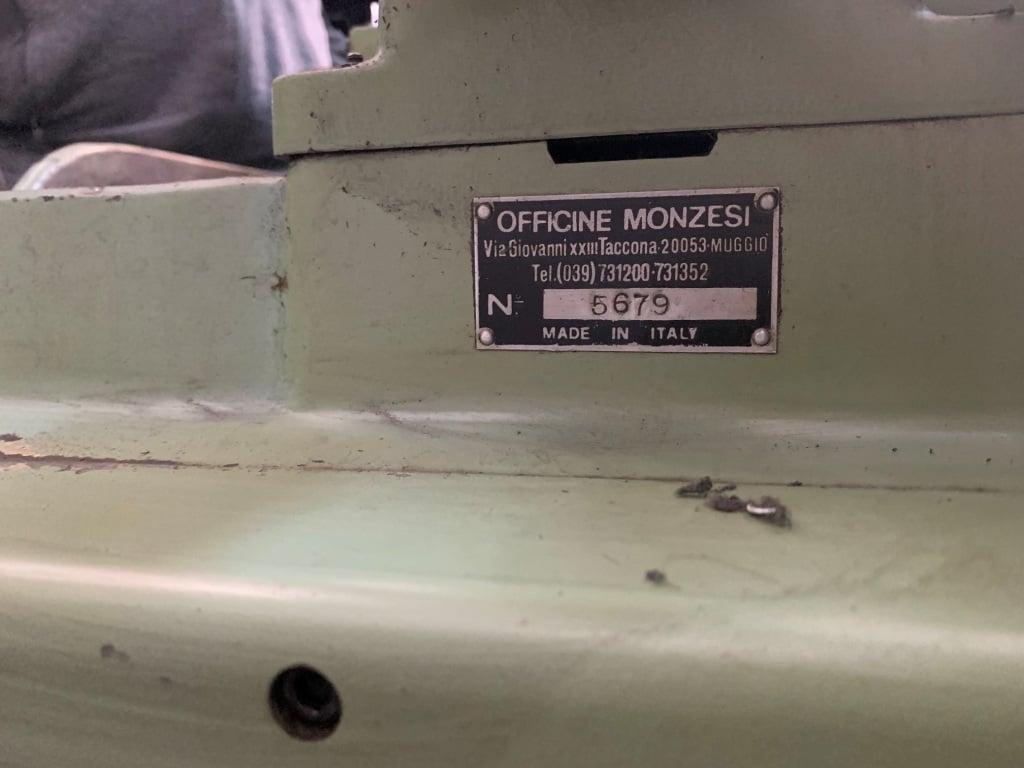 OFFICINE MONZESI
Via Giovanni XXIII Taccona-20053-MUGGIO
Tel.(039) 731200-731352
N° 5679
MADE IN ITALY